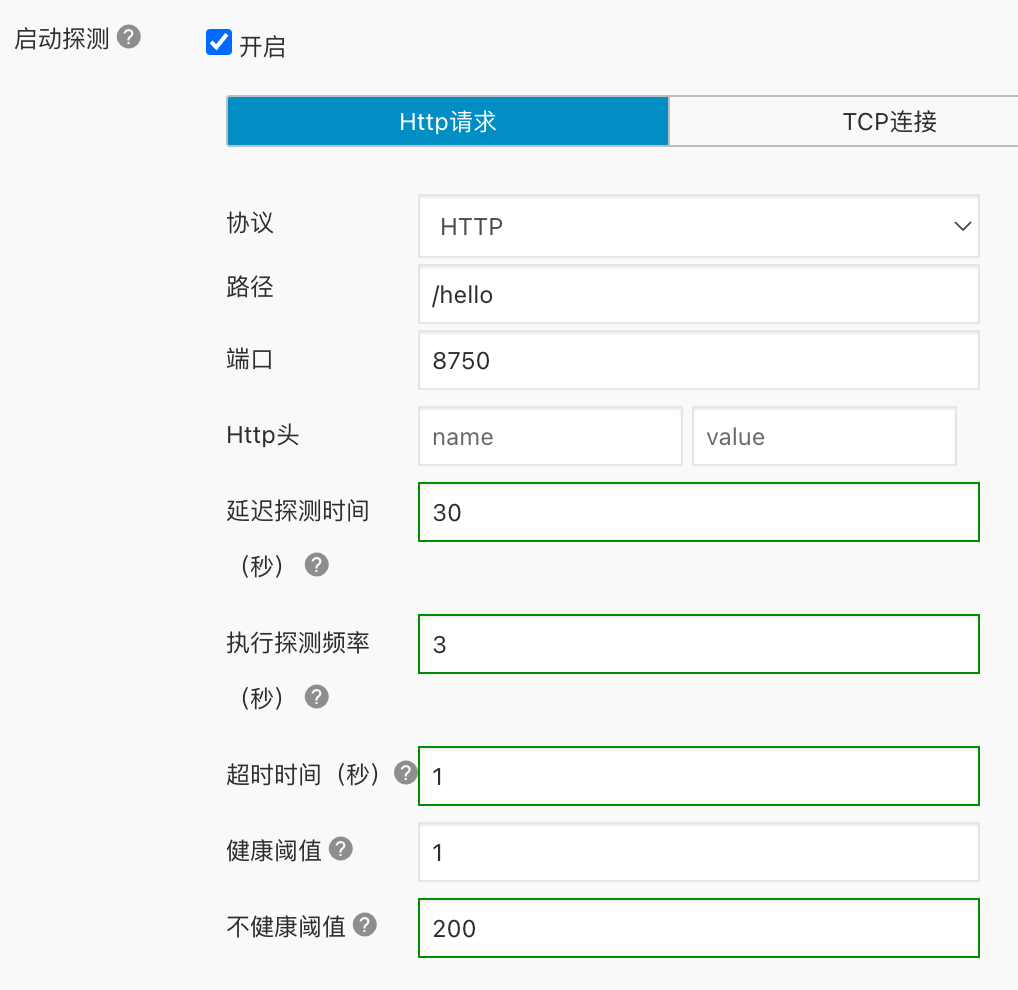 启动探测 ?
开启
Http请求 TCP连接
协议 HTTP
路径 /hello
端口 8750
Http头 name value
延迟探测时间 30
（秒） ?
执行探测频率 3
（秒） ?
超时时间（秒） ? 1
健康阈值 ? 1
不健康阈值 ? 200